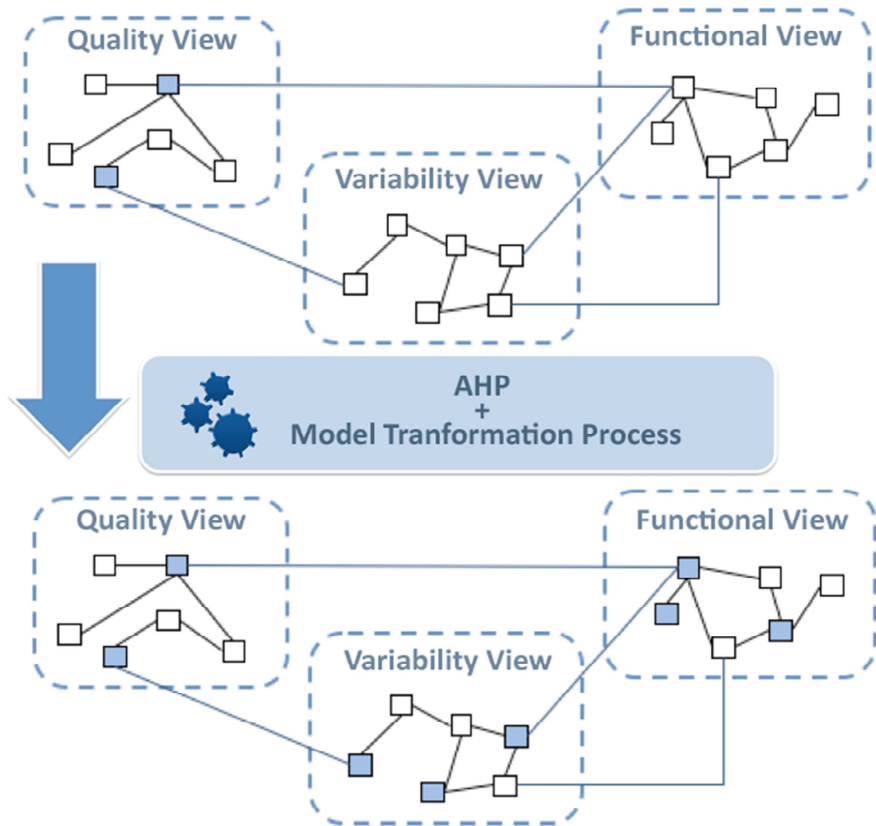 Quality View
Functional View
Variability View
AHP
+
Model Tranformation Process
Quality View
Functional View
Variability View